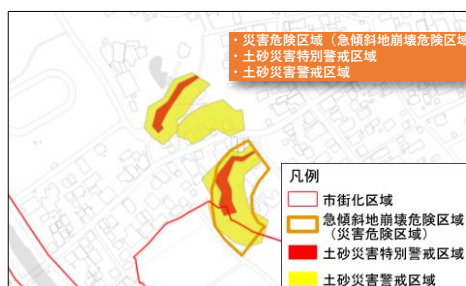 ・災害危険区域（急傾斜地崩壊危険区域
・土砂災害特別警戒区域
・土砂災害警戒区域
凡例
市街化区域
急傾斜地崩壊危険区域
（災害危険区域）
土砂災害特別警戒区域
土砂災害警戒区域